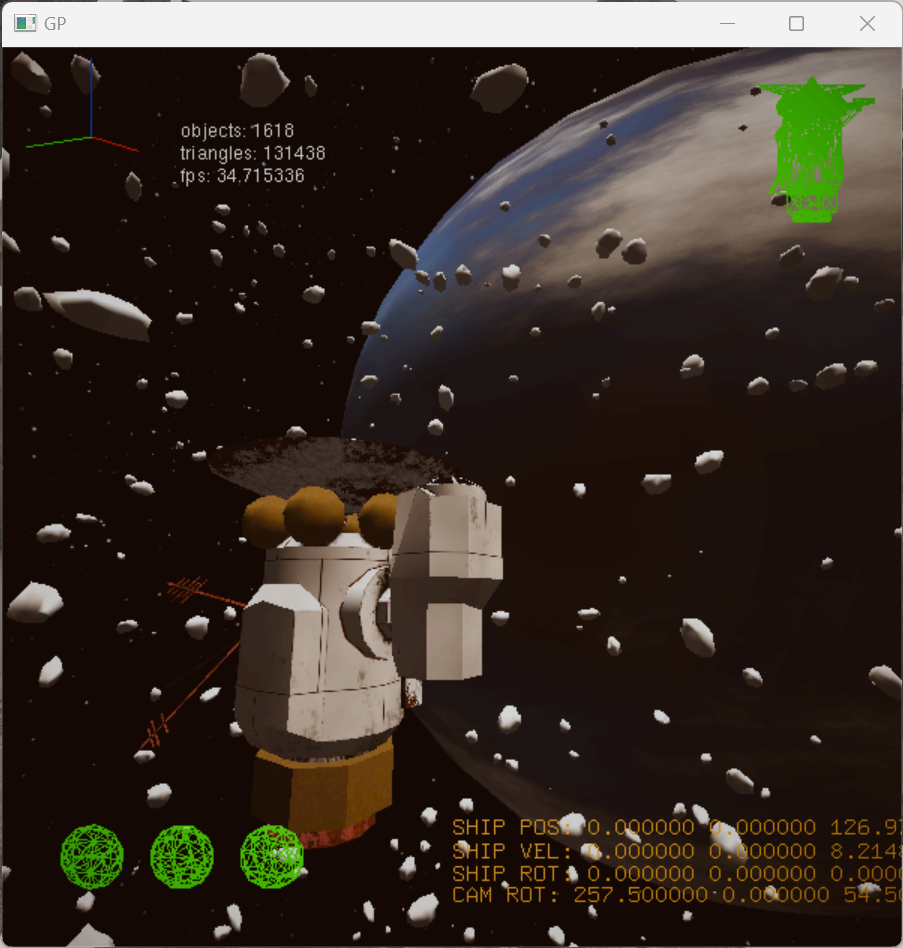 GP
objects: 1618
triangles: 131438
fps: 34.715336
SHIP POS: 0.000000 0.000000 126.9
SHIP VEL: 0.000000 0.000000 8.214
SHIP ROT: 0.000000 0.000000 0.000
CAM ROT: 257.500000 0.000000 54.50